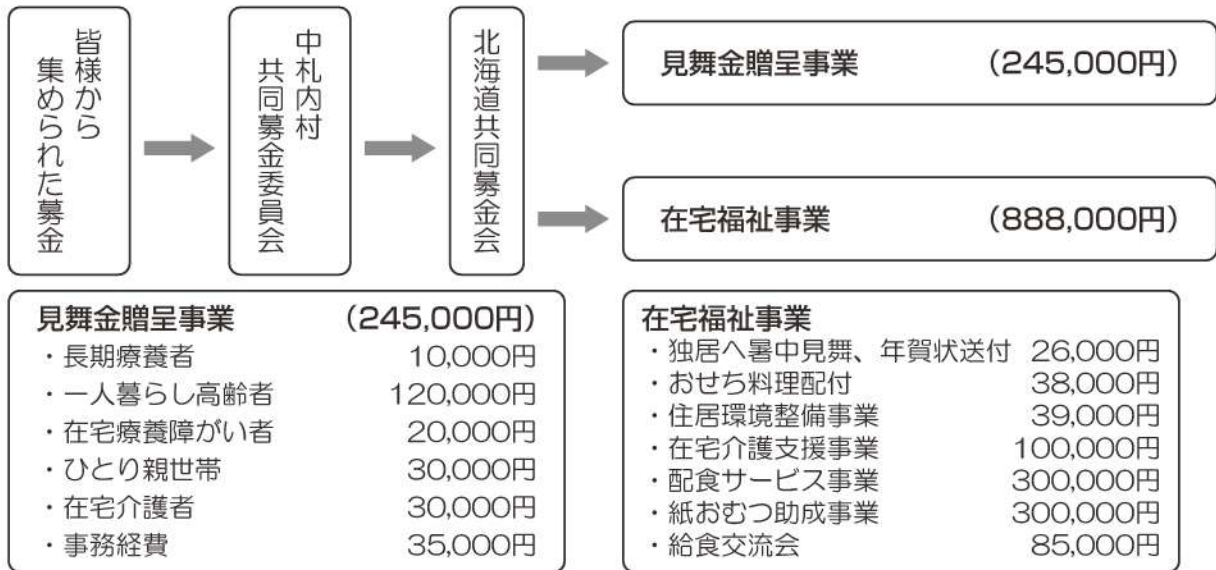 皆様から
集められた募金
中札内村
共同募金委員会
北海道共同募金会
見舞金贈呈事業 (245,000円)
在宅福祉事業 (888,000円)
見舞金贈呈事業 (245,000円)
・長期療養者 10,000円
・一人暮らし高齢者 120,000円
・在宅療養障がい者 20,000円
・ひとり親世帯 30,000円
・在宅介護者 30,000円
・事務経費 35,000円
在宅福祉事業
・独居へ暑中見舞、年賀状送付 26,000円
・おせち料理配付 38,000円
・住居環境整備事業 39,000円
・在宅介護支援事業 100,000円
・配食サービス事業 300,000円
・紙おむつ助成事業 300,000円
・給食交流会 85,000円